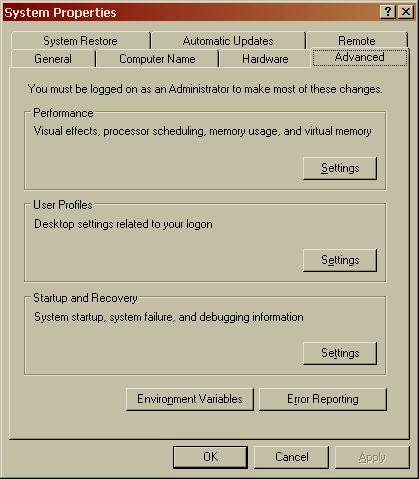 System Properties
System Restore Automatic Updates Remote
General Computer Name Hardware Advanced
You must be logged on as an Administrator to make most of these changes.
Performance
Visual effects, processor scheduling, memory usage, and virtual memory
Settings
User Profiles
Desktop settings related to your logon
Settings
Startup and Recovery
System startup, system failure, and debugging information
Settings
Environment Variables Error Reporting
OK Cancel Apply